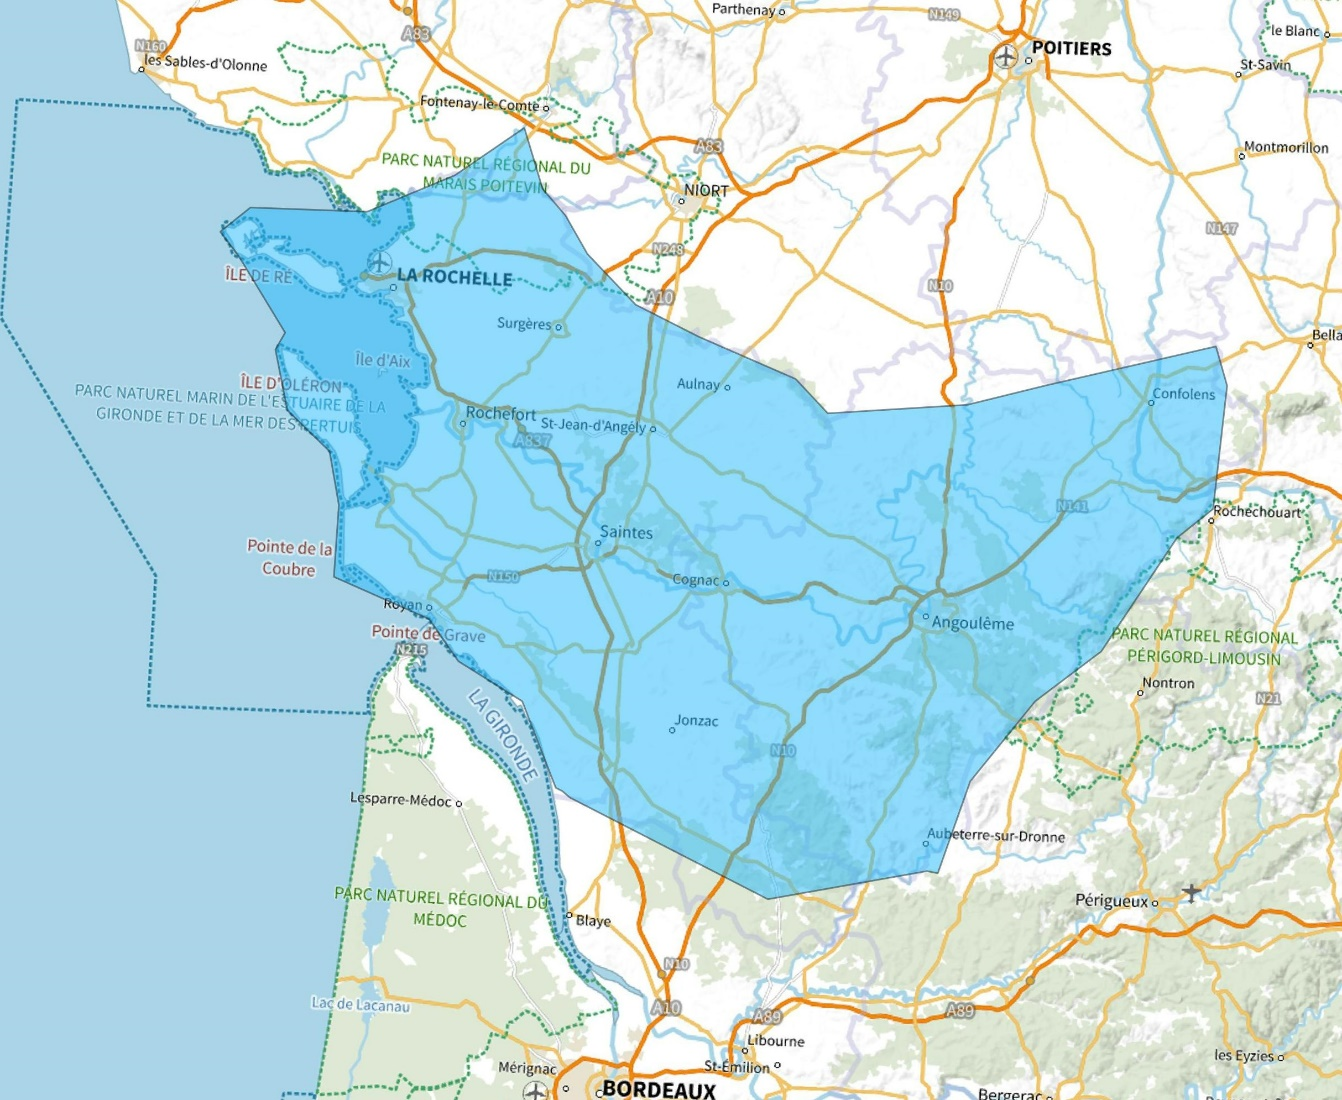 Parthenay
N149
A83
N160
les Sables-d'Olonne
POITIERS
le Blanc
St-Savin
Fontenay-le-Comte
A83
Montmorillon
PARC NATUREL RÉGIONAL DU
MARAIS POITEVIN
NIORT
N147
N248
ÎLE DE RÉ
LA ROCHELLE
N10
A10
Surgères
Bella
Île d'Aix
ÎLE D'OLÉRON
Aulnay
Confolens
PARC NATUREL MARIN DE L'ESTUAIRE DE LA
GIRONDE ET DE LA MER DES PERTUIS
Rochefort
St-Jean-d'Angély
A837
N141
Rochechouart
Saintes
Pointe de la
Coubre
N150
Cognac
Royan
Angoulême
Pointe de Grave
N215
PARC NATUREL RÉGIONAL
PÉRIGORD-LIMOUSIN
Nontron
N21
LA GIRONDE
Jonzac
N10
Lesparre-Médoc
Aubeterre-sur-Dronne
PARC NATUREL RÉGIONAL DU
MÉDOC
Périgueux
Blaye
N10
Lac de Lacanau
A10
A89
A89
Libourne
St-Émilion
les Eyzies
Mérignac
BORDEAUX
Bergerac